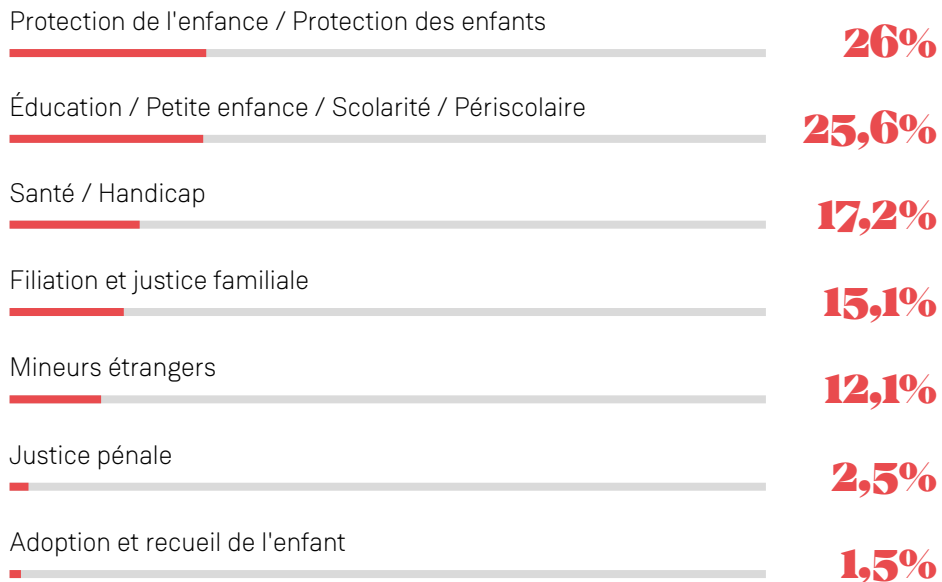 Protection de l'enfance / Protection des enfants
26%
Éducation / Petite enfance / Scolarité / Périscolaire
25,6%
Santé / Handicap
17,2%
Filiation et justice familiale
15,1%
Mineurs étrangers
12,1%
Justice pénale
2,5%
Adoption et recueil de l'enfant
1,5%